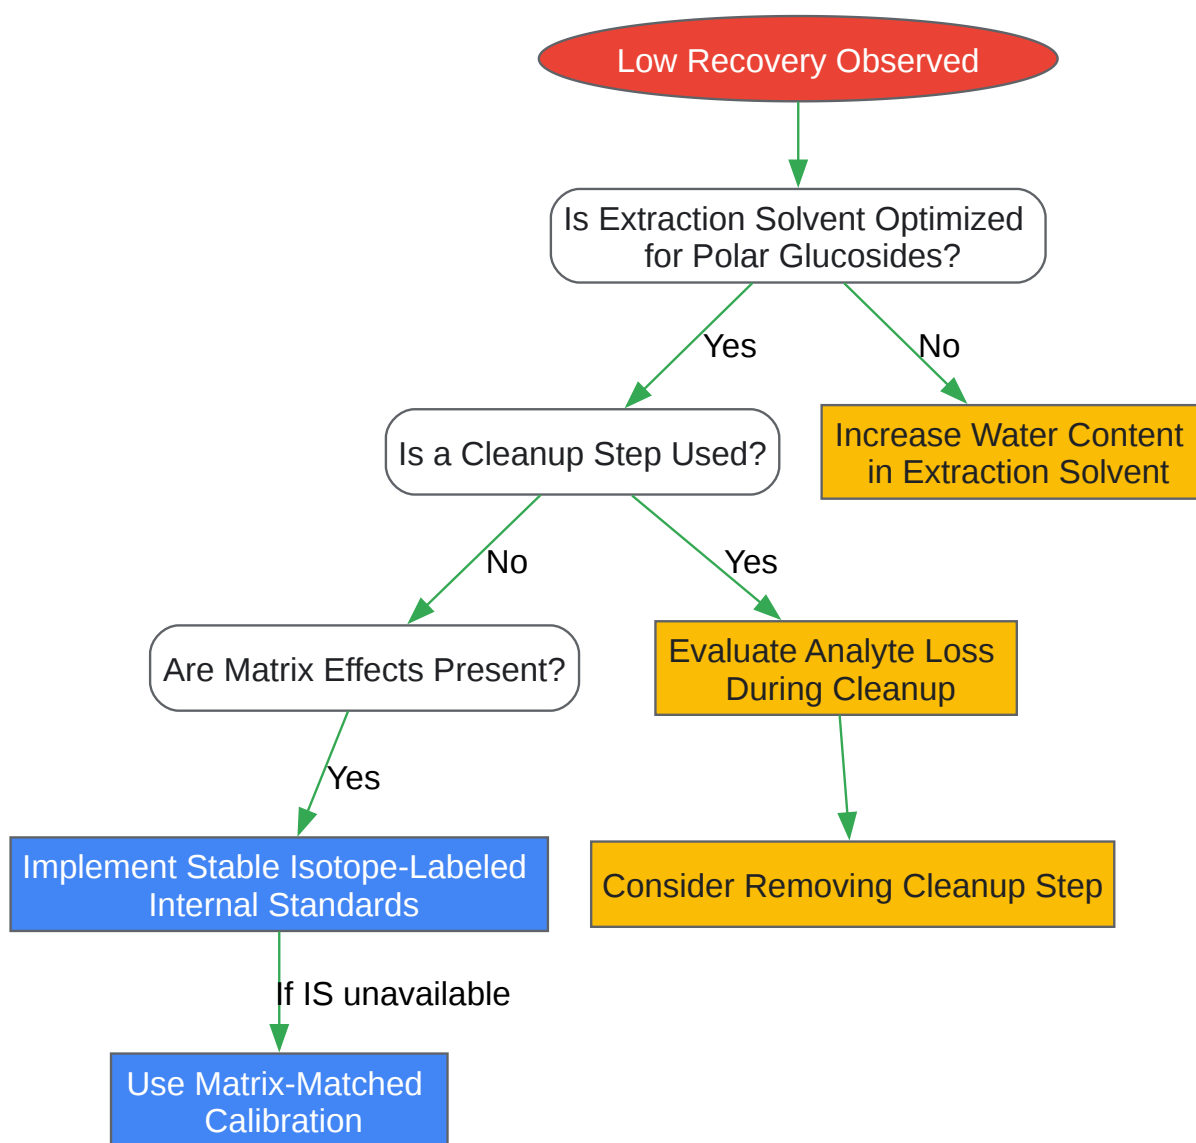 Low Recovery Observed
Is Extraction Solvent Optimized
for Polar Glucosides?
Yes
No
Is a Cleanup Step Used?
Increase Water Content
in Extraction Solvent
No
Yes
Are Matrix Effects Present?
Evaluate Analyte Loss
During Cleanup
Yes
Implement Stable Isotope-Labeled
Internal Standards
Consider Removing Cleanup Step
If IS unavailable
Use Matrix-Matched
Calibration